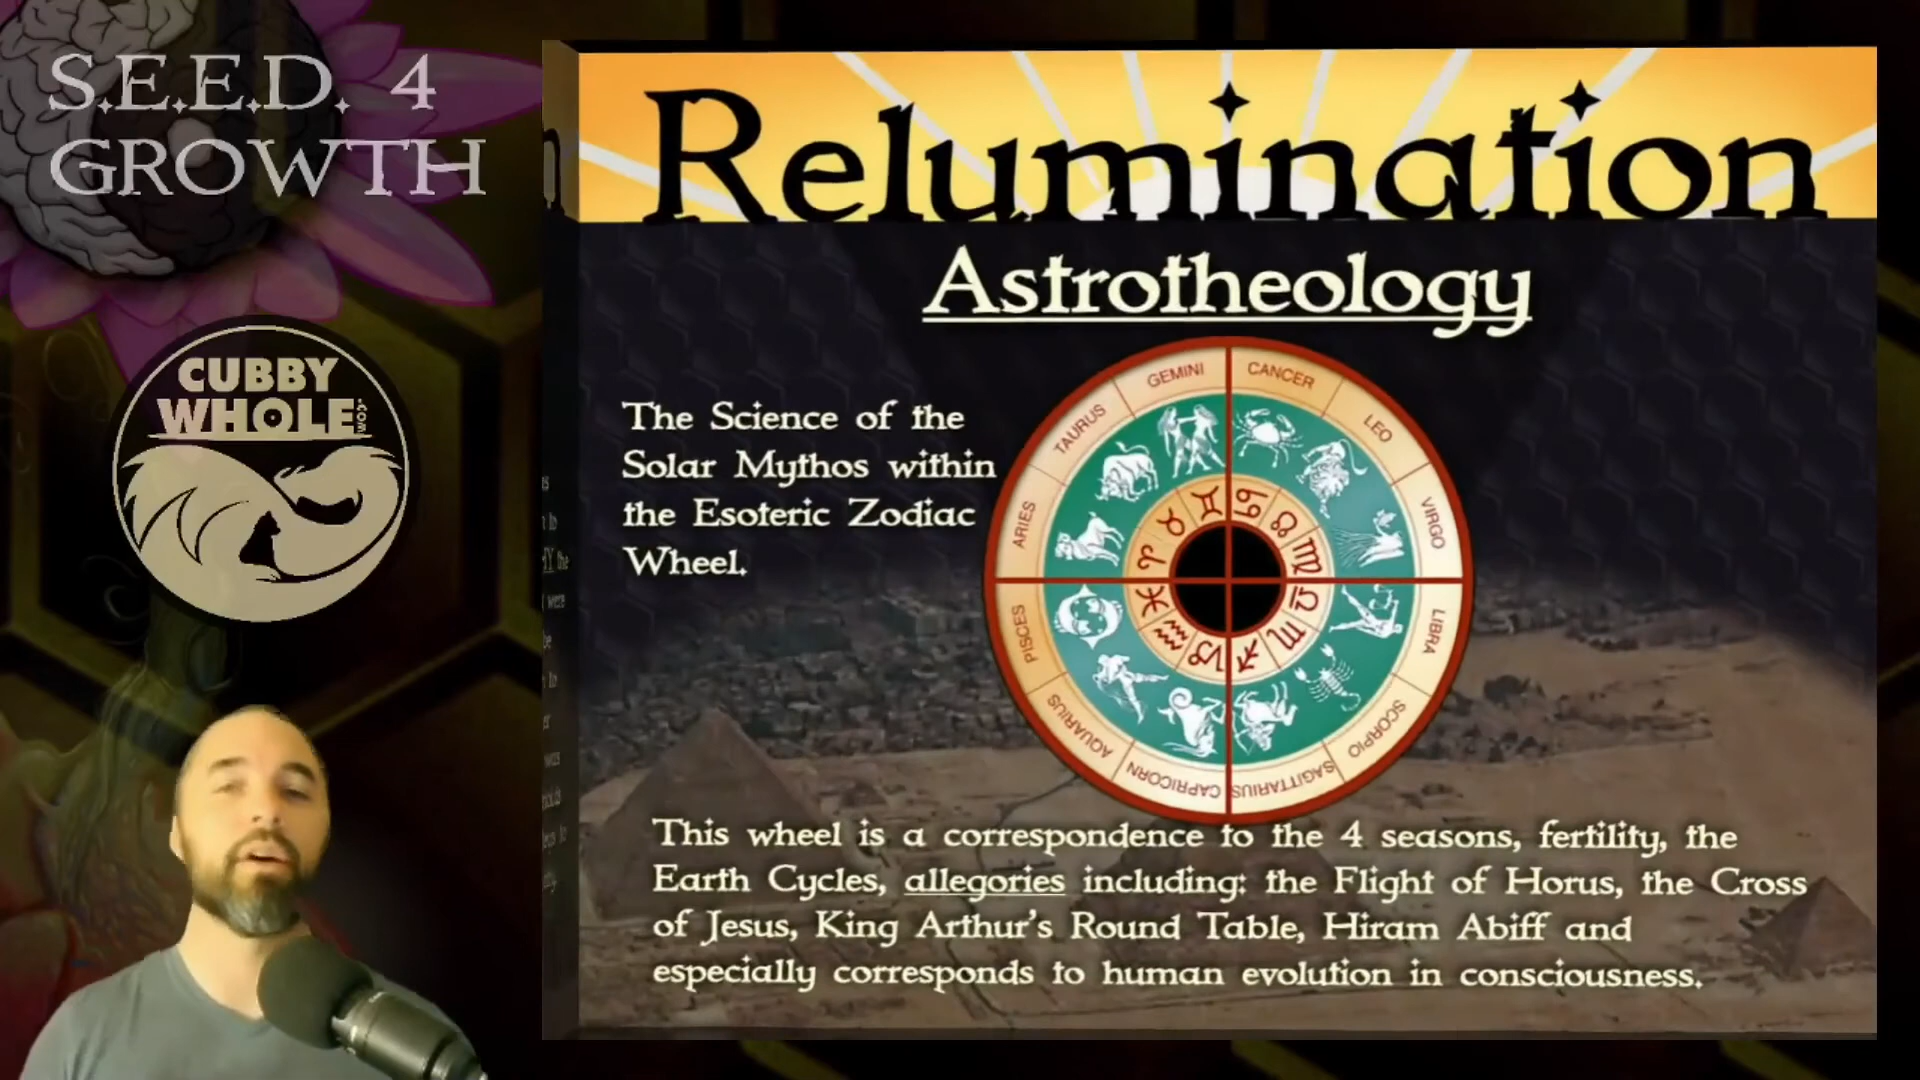 S.E.E.D. 4
GROWTH
CUBBY
WHOLE.COM
Relumination
Astrotheology
The Science of the
Solar Mythos within
the Esoteric Zodiac
Wheel.
GEMINI
CANCER
TAURUS
LEO
ARIES
VIRGO
PISCES
LIBRA
AQUARIUS
SCORPIO
CAPRICORN
SAGITTARIUS
This wheel is a correspondence to the 4 seasons, fertility, the
Earth Cycles, allegories including: the Flight of Horus, the Cross
of Jesus, King Arthur's Round Table, Hiram Abiff and
especially corresponds to human evolution in consciousness.